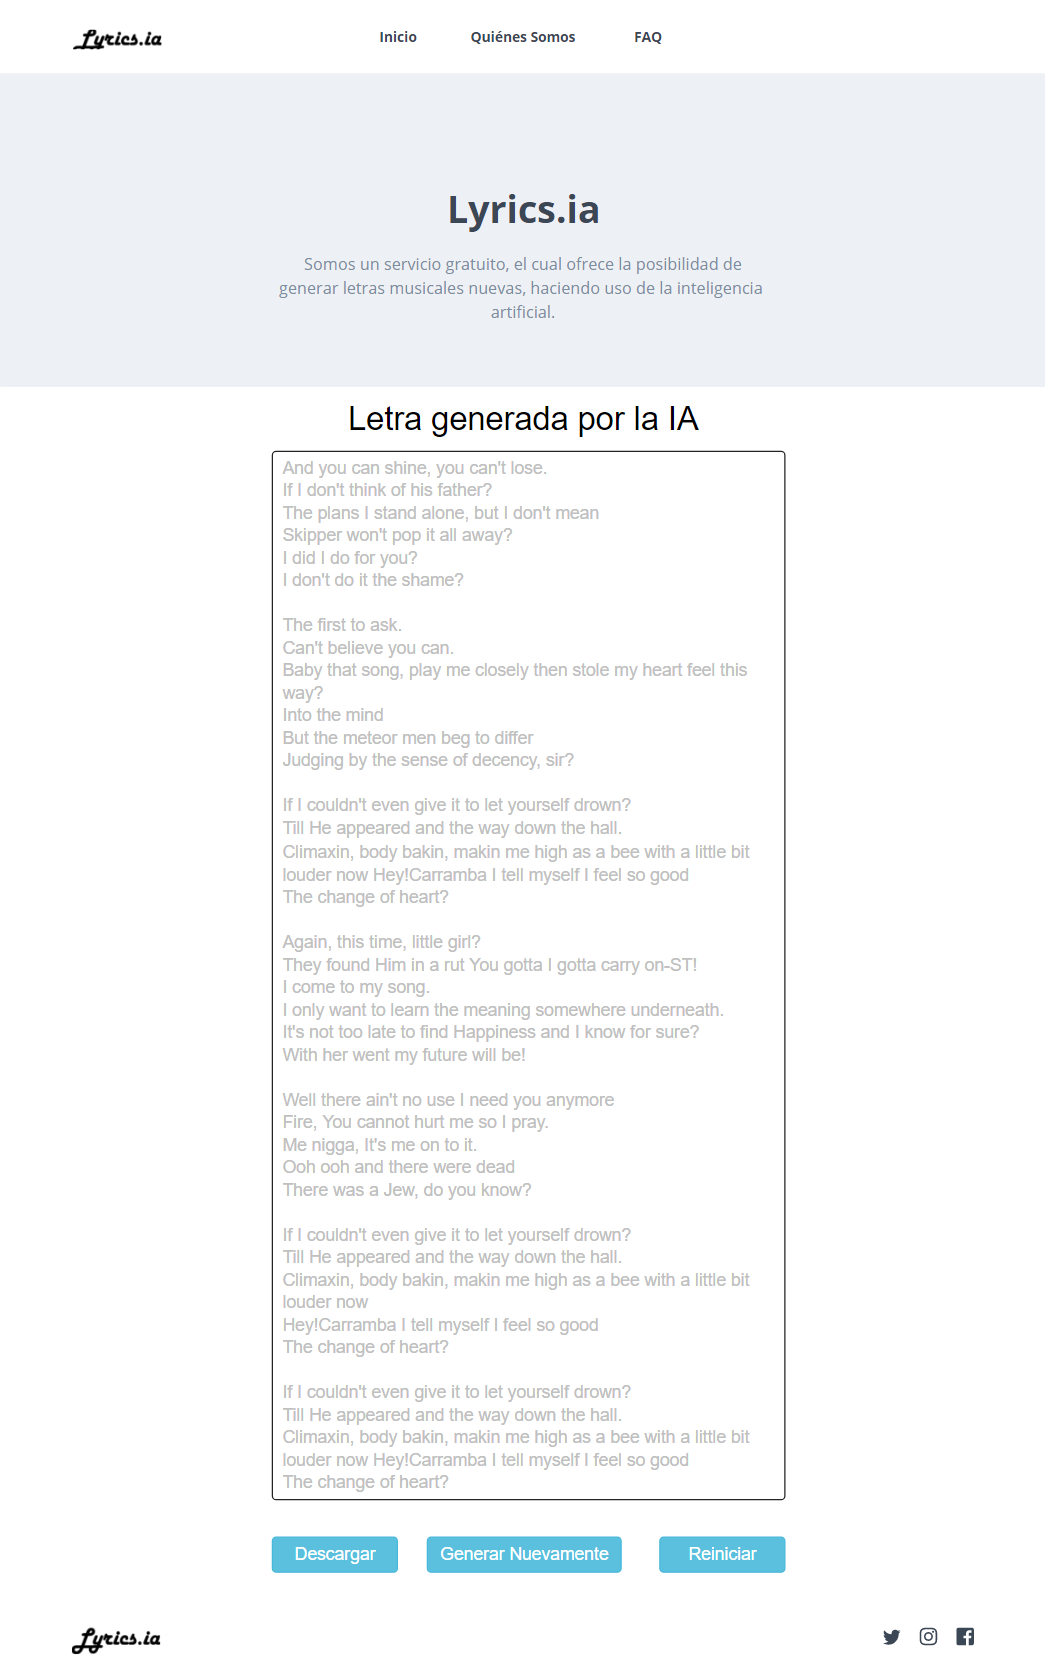 Lyrics.ia
Inicio
Quiénes Somos
FAQ
Lyrics.ia
Somos un servicio gratuito, el cual ofrece la posibilidad de
generar letras musicales nuevas, haciendo uso de la inteligencia
artificial.
Letra generada por la IA
And you can shine, you can't lose.
If I don't think of his father?
The plans I stand alone, but I don't mean
Skipper won't pop it all away?
I did I do for you?
I don't do it the shame?
The first to ask.
Can't believe you can.
Baby that song, play me closely then stole my heart feel this
way?
Into the mind
But the meteor men beg to differ
Judging by the sense of decency, sir?
If I couldn't even give it to let yourself drown?
Till He appeared and the way down the hall.
Climaxin, body bakin, makin me high as a bee with a little bit
louder now Hey!Carramba I tell myself I feel so good
The change of heart?
Again, this time, little girl?
They found Him in a rut You gotta I gotta carry on-ST!
I come to my song.
I only want to learn the meaning somewhere underneath.
It's not too late to find Happiness and I know for sure?
With her went my future will be!
Well there ain't no use I need you anymore
Fire, You cannot hurt me so I pray.
Me nigga, It's me on to it.
Ooh ooh and there were dead
There was a Jew, do you know?
If I couldn't even give it to let yourself drown?
Till He appeared and the way down the hall.
Climaxin, body bakin, makin me high as a bee with a little bit
louder now
Hey!Carramba I tell myself I feel so good
The change of heart?
If I couldn't even give it to let yourself drown?
Till He appeared and the way down the hall.
Climaxin, body bakin, makin me high as a bee with a little bit
louder now Hey!Carramba I tell myself I feel so good
The change of heart?
Descargar
Generar Nuevamente
Reiniciar
Lyrics.ia